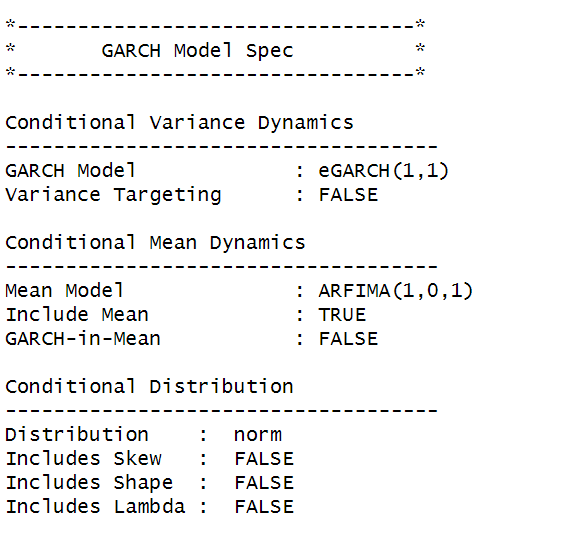 *---------------------------------*
*       GARCH Model Spec          *
*---------------------------------*
Conditional Variance Dynamics
------------------------------------
GARCH Model             : eGARCH(1,1)
Variance Targeting      : FALSE
Conditional Mean Dynamics
------------------------------------
Mean Model              : ARFIMA(1,0,1)
Include Mean            : TRUE
GARCH-in-Mean           : FALSE
Conditional Distribution
------------------------------------
Distribution    :  norm
Includes Skew   :  FALSE
Includes Shape  :  FALSE
Includes Lambda :  FALSE